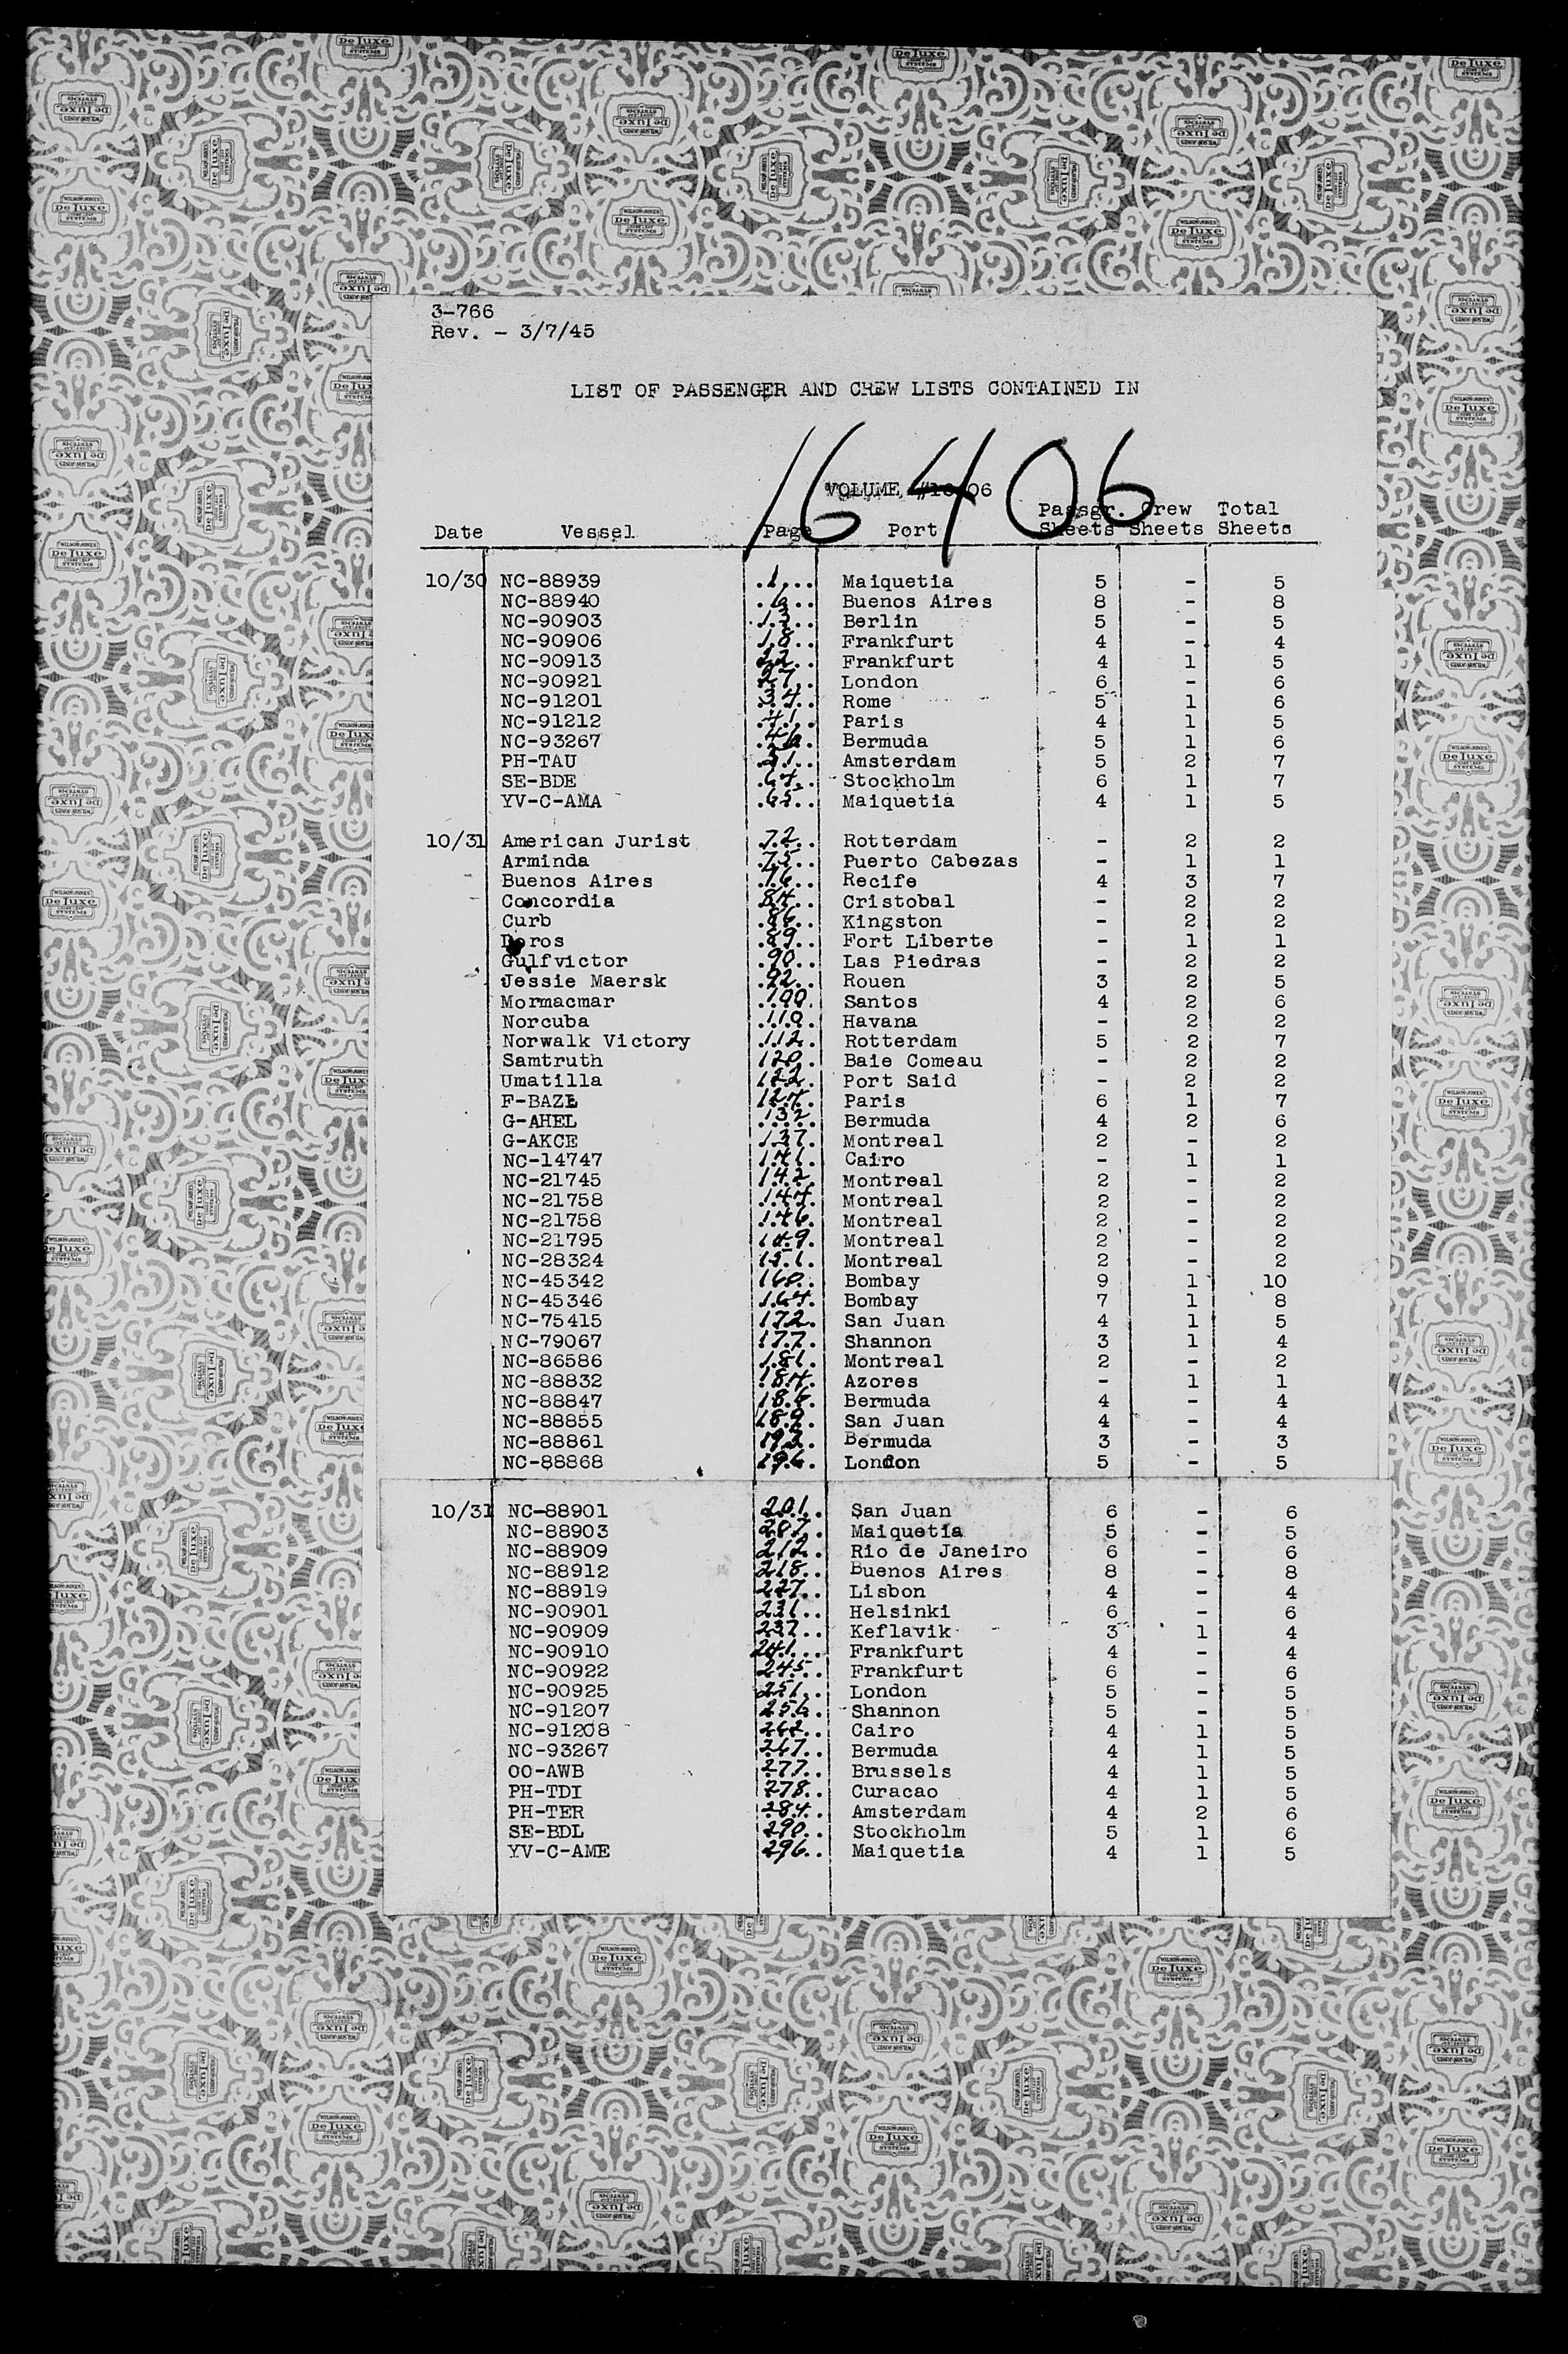 3-766
Rev. - 3/7/45
LIST OF PASSENGER AND CREW LISTS CONTAINED IN
16406
VOLUME
Date Vessel Page Port Passgr. Sheets Crew Sheets Total Sheets
10/30 NC-88939 1 Maiquetia 5 - 5
NC-88940 Buenos Aires 8 - 8
NC-90903 Berlin 5 - 5
NC-90906 18 Frankfurt 4 - 4
NC-90913 22 Frankfurt 4 1 5
NC-90921 27 London 6 - 6
NC-91201 34 Rome 5 1 6
NC-91212 41 Paris 4 1 5
NC-93267 Bermuda 5 1 6
PH-TAU Amsterdam 5 2 7
SE-BDE Stockholm 6 1 7
YV-C-AMA Maiquetia 4 1 5
10/31 American Jurist 72 Rotterdam - 2 2
Arminda 75 Puerto Cabezas - 1 1
Buenos Aires 76 Recife 4 3 7
Concordia 84 Cristobal - 2 2
Curb 86 Kingston - 2 2
Doros 89 Fort Liberte - 1 1
Gulfvictor 90 Las Piedras - 2 2
Jessie Maersk 92 Rouen 3 2 5
Mormacmar 100 Santos 4 2 6
Norcuba 110 Havana - 2 2
Norwalk Victory 112 Rotterdam 5 2 7
Samtruth 120 Baie Comeau - 2 2
Umatilla 122 Port Said - 2 2
F-BAZL 124 Paris 6 1 7
G-AHEL 132 Bermuda 4 2 6
G-AKCE 137 Montreal 2 - 2
NC-14747 141 Cairo - 1 1
NC-21745 142 Montreal 2 - 2
NC-21758 144 Montreal 2 - 2
NC-21758 146 Montreal 2 - 2
NC-21795 149 Montreal 2 - 2
NC-28324 151 Montreal 2 - 2
NC-45342 160 Bombay 9 1 10
NC-45346 164 Bombay 7 1 8
NC-75415 172 San Juan 4 1 5
NC-79067 177 Shannon 3 1 4
NC-86586 181 Montreal 2 - 2
NC-88832 184 Azores - 1 1
NC-88847 186 Bermuda 4 - 4
NC-88855 189 San Juan 4 - 4
NC-88861 193 Bermuda 3 - 3
NC-88868 196 London 5 - 5
10/31 NC-88901 201 San Juan 6 - 6
NC-88903 207 Maiquetia 5 - 5
NC-88909 212 Rio de Janeiro 6 - 6
NC-88912 218 Buenos Aires 8 - 8
NC-88919 227 Lisbon 4 - 4
NC-90901 231 Helsinki 6 - 6
NC-90909 237 Keflavik 3 1 4
NC-90910 241 Frankfurt 4 - 4
NC-90922 245 Frankfurt 6 - 6
NC-90925 251 London 5 - 5
NC-91207 256 Shannon 5 - 5
NC-91208 262 Cairo 4 1 5
NC-93267 267 Bermuda 4 1 5
OO-AWB 277 Brussels 4 1 5
PH-TDI 278 Curacao 4 1 5
PH-TER 284 Amsterdam 4 2 6
SE-BDL 290 Stockholm 5 1 6
YV-C-AME 296 Maiquetia 4 1 5